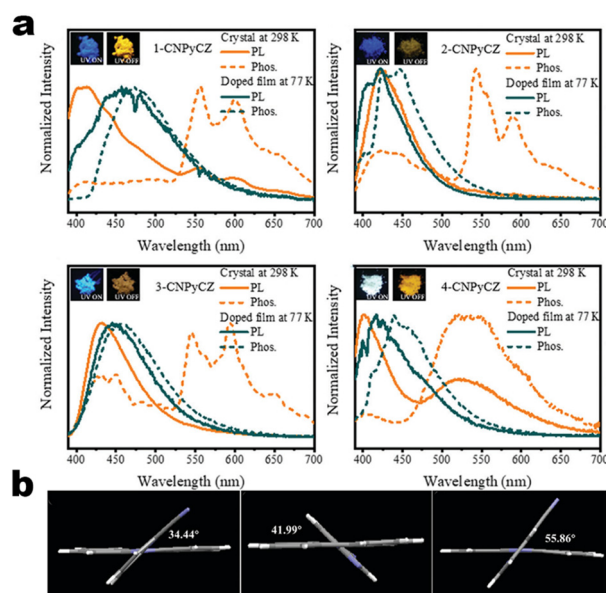 a
1-CNPyCZ
Crystal at 298 K
PL
Phos.
Doped film at 77 K
PL
Phos.
UV ON
UV OFF
Normalized Intensity
400 450 500 550 600 650 700
Wavelength (nm)
2-CNPyCZ
Crystal at 298 K
PL
Phos.
Doped film at 77 K
PL
Phos.
UV ON
UV OFF
Normalized Intensity
400 450 500 550 600 650 700
Wavelength (nm)
3-CNPyCZ
Crystal at 298 K
PL
Phos.
Doped film at 77 K
PL
Phos.
UV ON
UV OFF
Normalized Intensity
400 450 500 550 600 650 700
Wavelength (nm)
4-CNPyCZ
Crystal at 298 K
PL
Phos.
Doped film at 77 K
PL
Phos.
UV ON
UV OFF
Normalized Intensity
400 450 500 550 600 650 700
Wavelength (nm)
b
34.44°
41.99°
55.86°